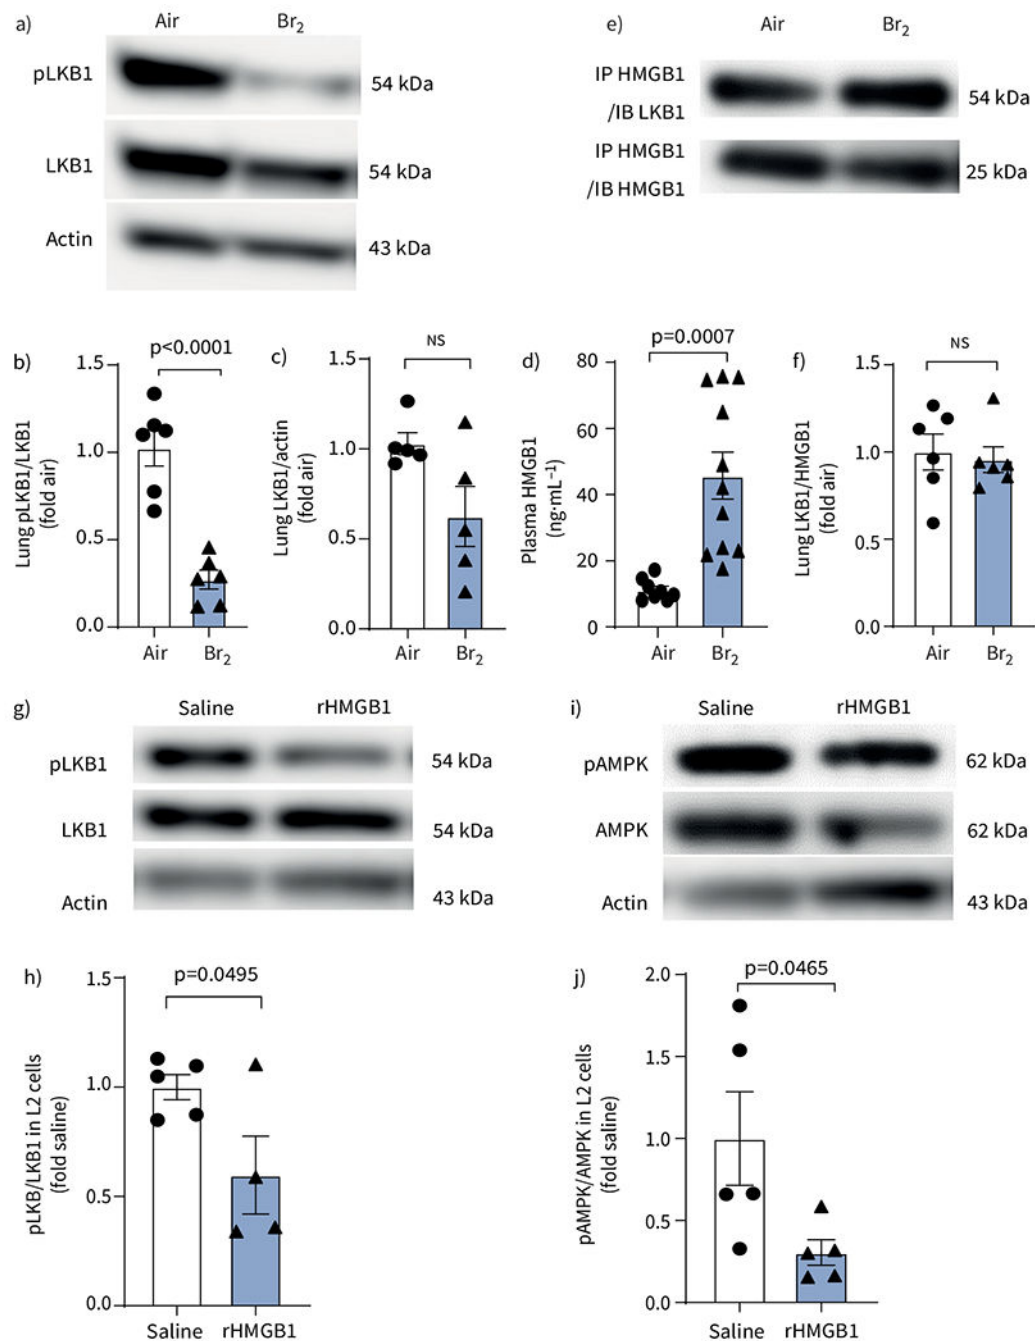 a)
Air
Br₂
pLKB1
54 kDa
LKB1
54 kDa
Actin
43 kDa
e)
Air
Br₂
IP HMGB1
/IB LKB1
54 kDa
IP HMGB1
/IB HMGB1
25 kDa
b)
p<0.0001
1.5
1.0
0.5
0.0
Lung pLKB1/LKB1
(fold air)
Air
Br₂
c)
NS
1.5
1.0
0.5
0.0
Lung LKB1/actin
(fold air)
Air
Br₂
d)
p=0.0007
80
60
40
20
0
Plasma HMGB1
(ng·mL⁻¹)
Air
Br₂
f)
NS
1.5
1.0
0.5
0.0
Lung LKB1/HMGB1
(fold air)
Air
Br₂
g)
Saline
rHMGB1
pLKB1
54 kDa
LKB1
54 kDa
Actin
43 kDa
i)
Saline
rHMGB1
pAMPK
62 kDa
AMPK
62 kDa
Actin
43 kDa
h)
p=0.0495
1.5
1.0
0.5
0.0
pLKB/LKB1 in L2 cells
(fold saline)
Saline
rHMGB1
j)
p=0.0465
2.0
1.5
1.0
0.5
0.0
pAMPK/AMPK in L2 cells
(fold saline)
Saline
rHMGB1